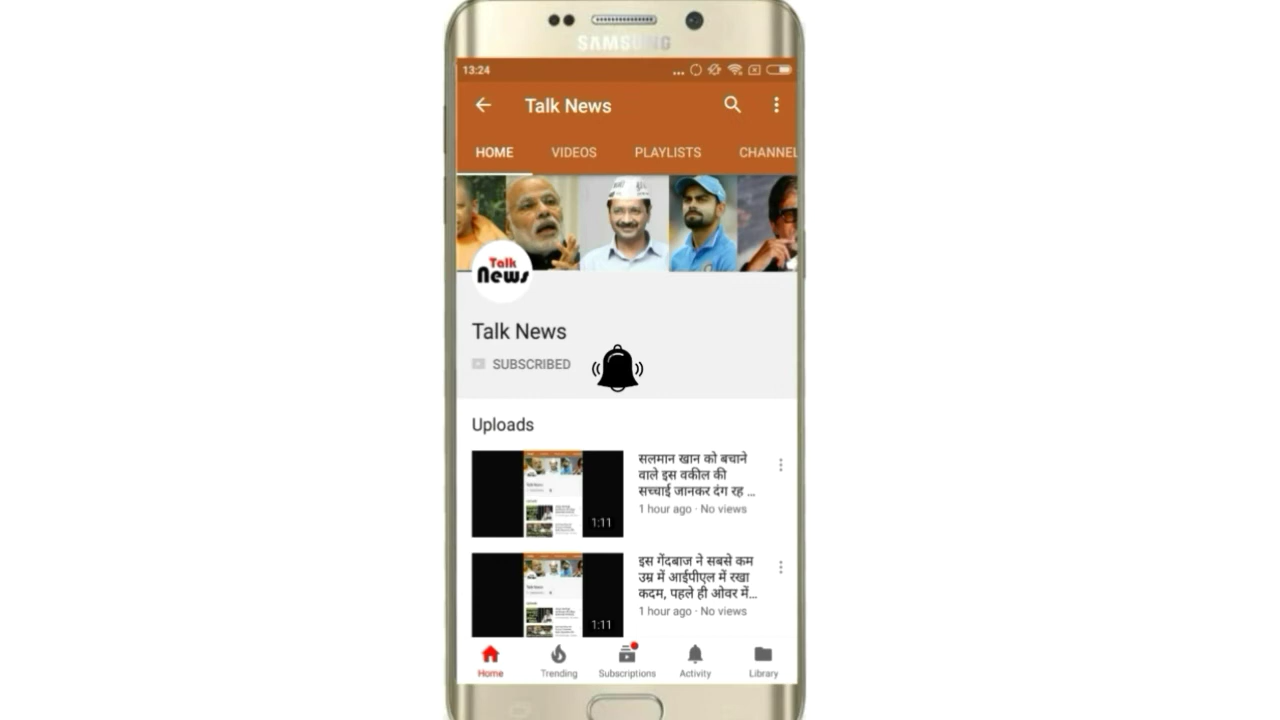 SAMSUNG
13:24
Talk News
HOME VIDEOS PLAYLISTS CHANNEL
Talk
News
Talk News
SUBSCRIBED
Uploads
सलमान खान को बचाने
वाले इस वकील की
सच्चाई जानकर दंग रह ...
1 hour ago · No views
1:11
इस गेंदबाज ने सबसे कम
उम्र में आईपीएल में रखा
कदम, पहले ही ओवर में...
1 hour ago · No views
1:11
Home Trending Subscriptions Activity Library